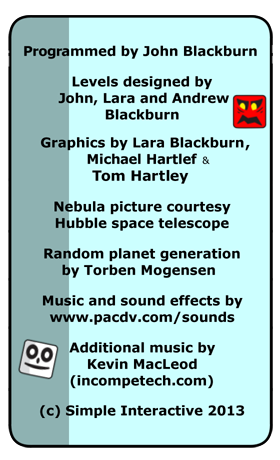 Programmed by John Blackburn
Levels designed by
John, Lara and Andrew
Blackburn
Graphics by Lara Blackburn,
Michael Hartlef &
Tom Hartley
Nebula picture courtesy
Hubble space telescope
Random planet generation
by Torben Mogensen
Music and sound effects by
www.pacdv.com/sounds
Additional music by
Kevin MacLeod
(incompetech.com)
(c) Simple Interactive 2013